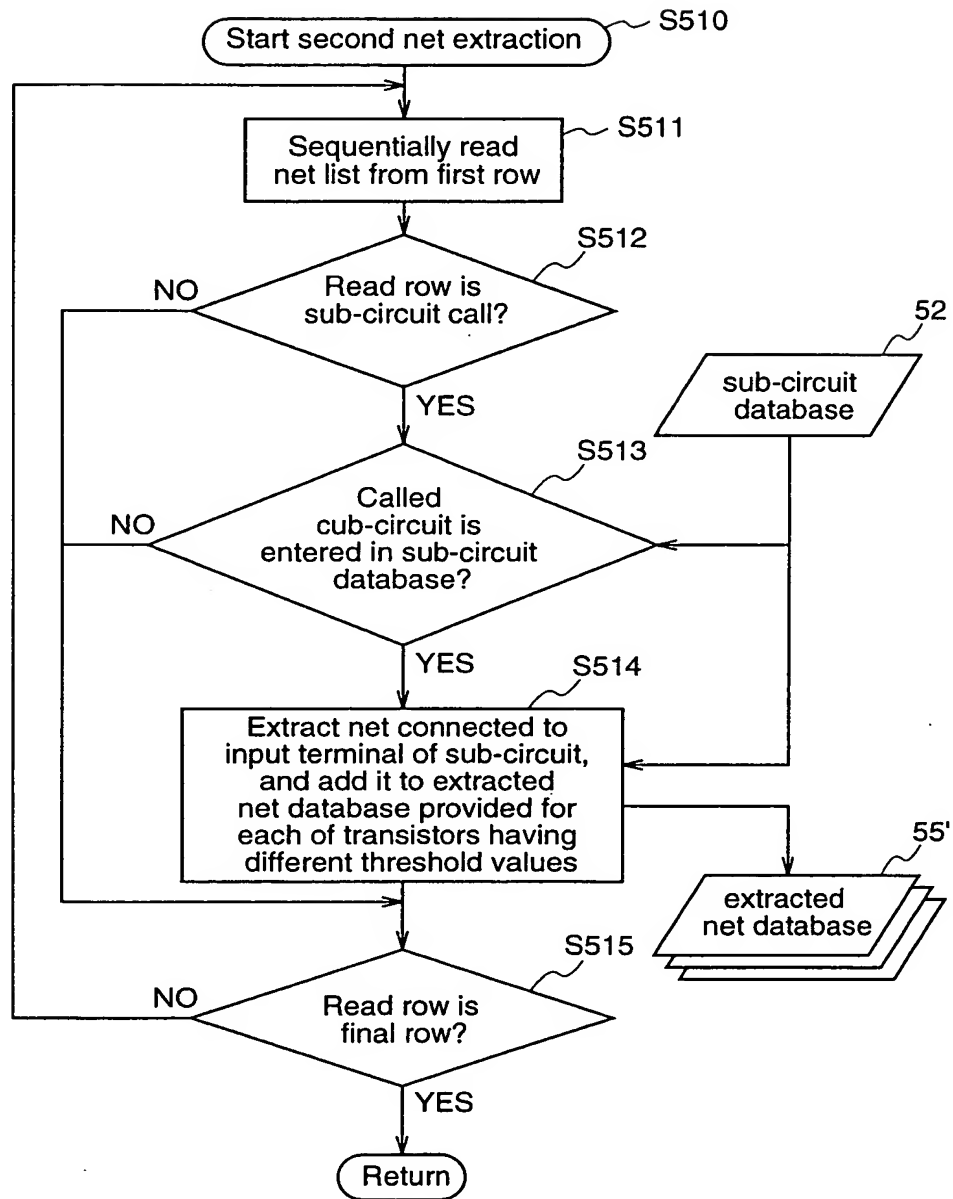 S510
Start second net extraction
S511
Sequentially read
net list from first row
S512
NO
Read row is
sub-circuit call?
52
YES
sub-circuit
database
S513
NO
Called
cub-circuit is
entered in sub-circuit
database?
YES
S514
Extract net connected to
input terminal of sub-circuit,
and add it to extracted
net database provided for
each of transistors having
different threshold values
55'
extracted
net database
S515
NO
Read row is
final row?
YES
Return